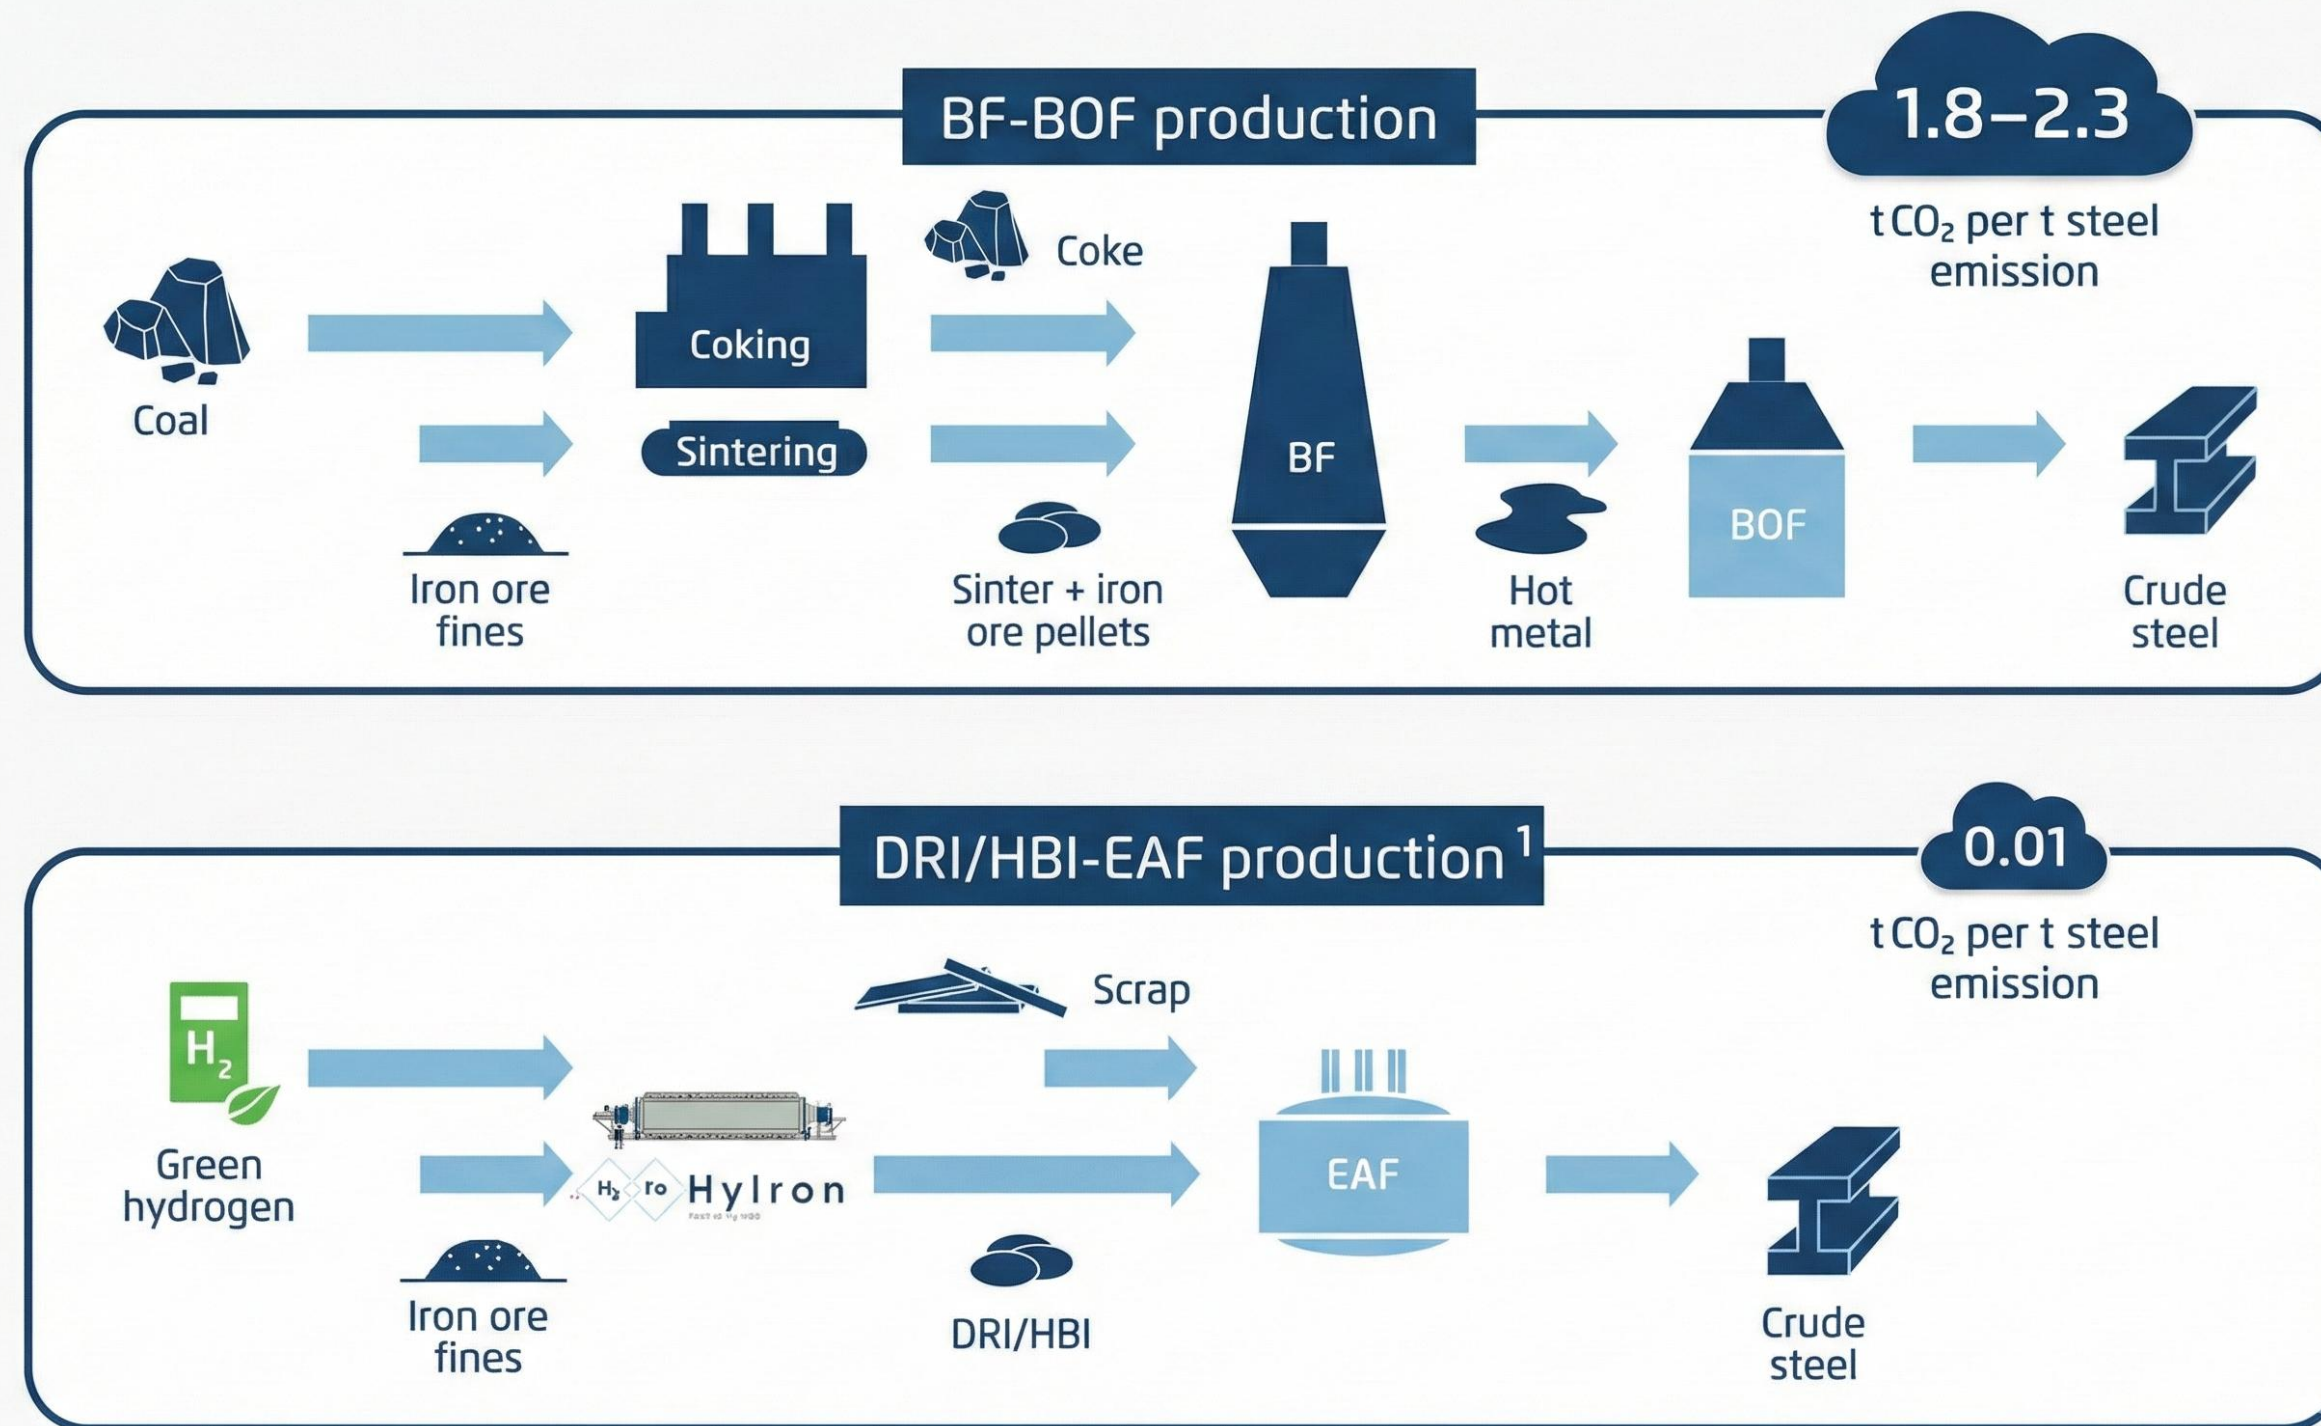 BF-BOF production
1.8–2.3
t CO₂ per t steel
emission
Coke
Coal
Coking
Sintering
BF
BOF
Iron ore
fines
Sinter + iron
ore pellets
Hot
metal
Crude
steel
DRI/HBI-EAF production¹
0.01
t CO₂ per t steel
emission
Scrap
H₂
Green
hydrogen
HyIron
EAF
Iron ore
fines
DRI/HBI
Crude
steel